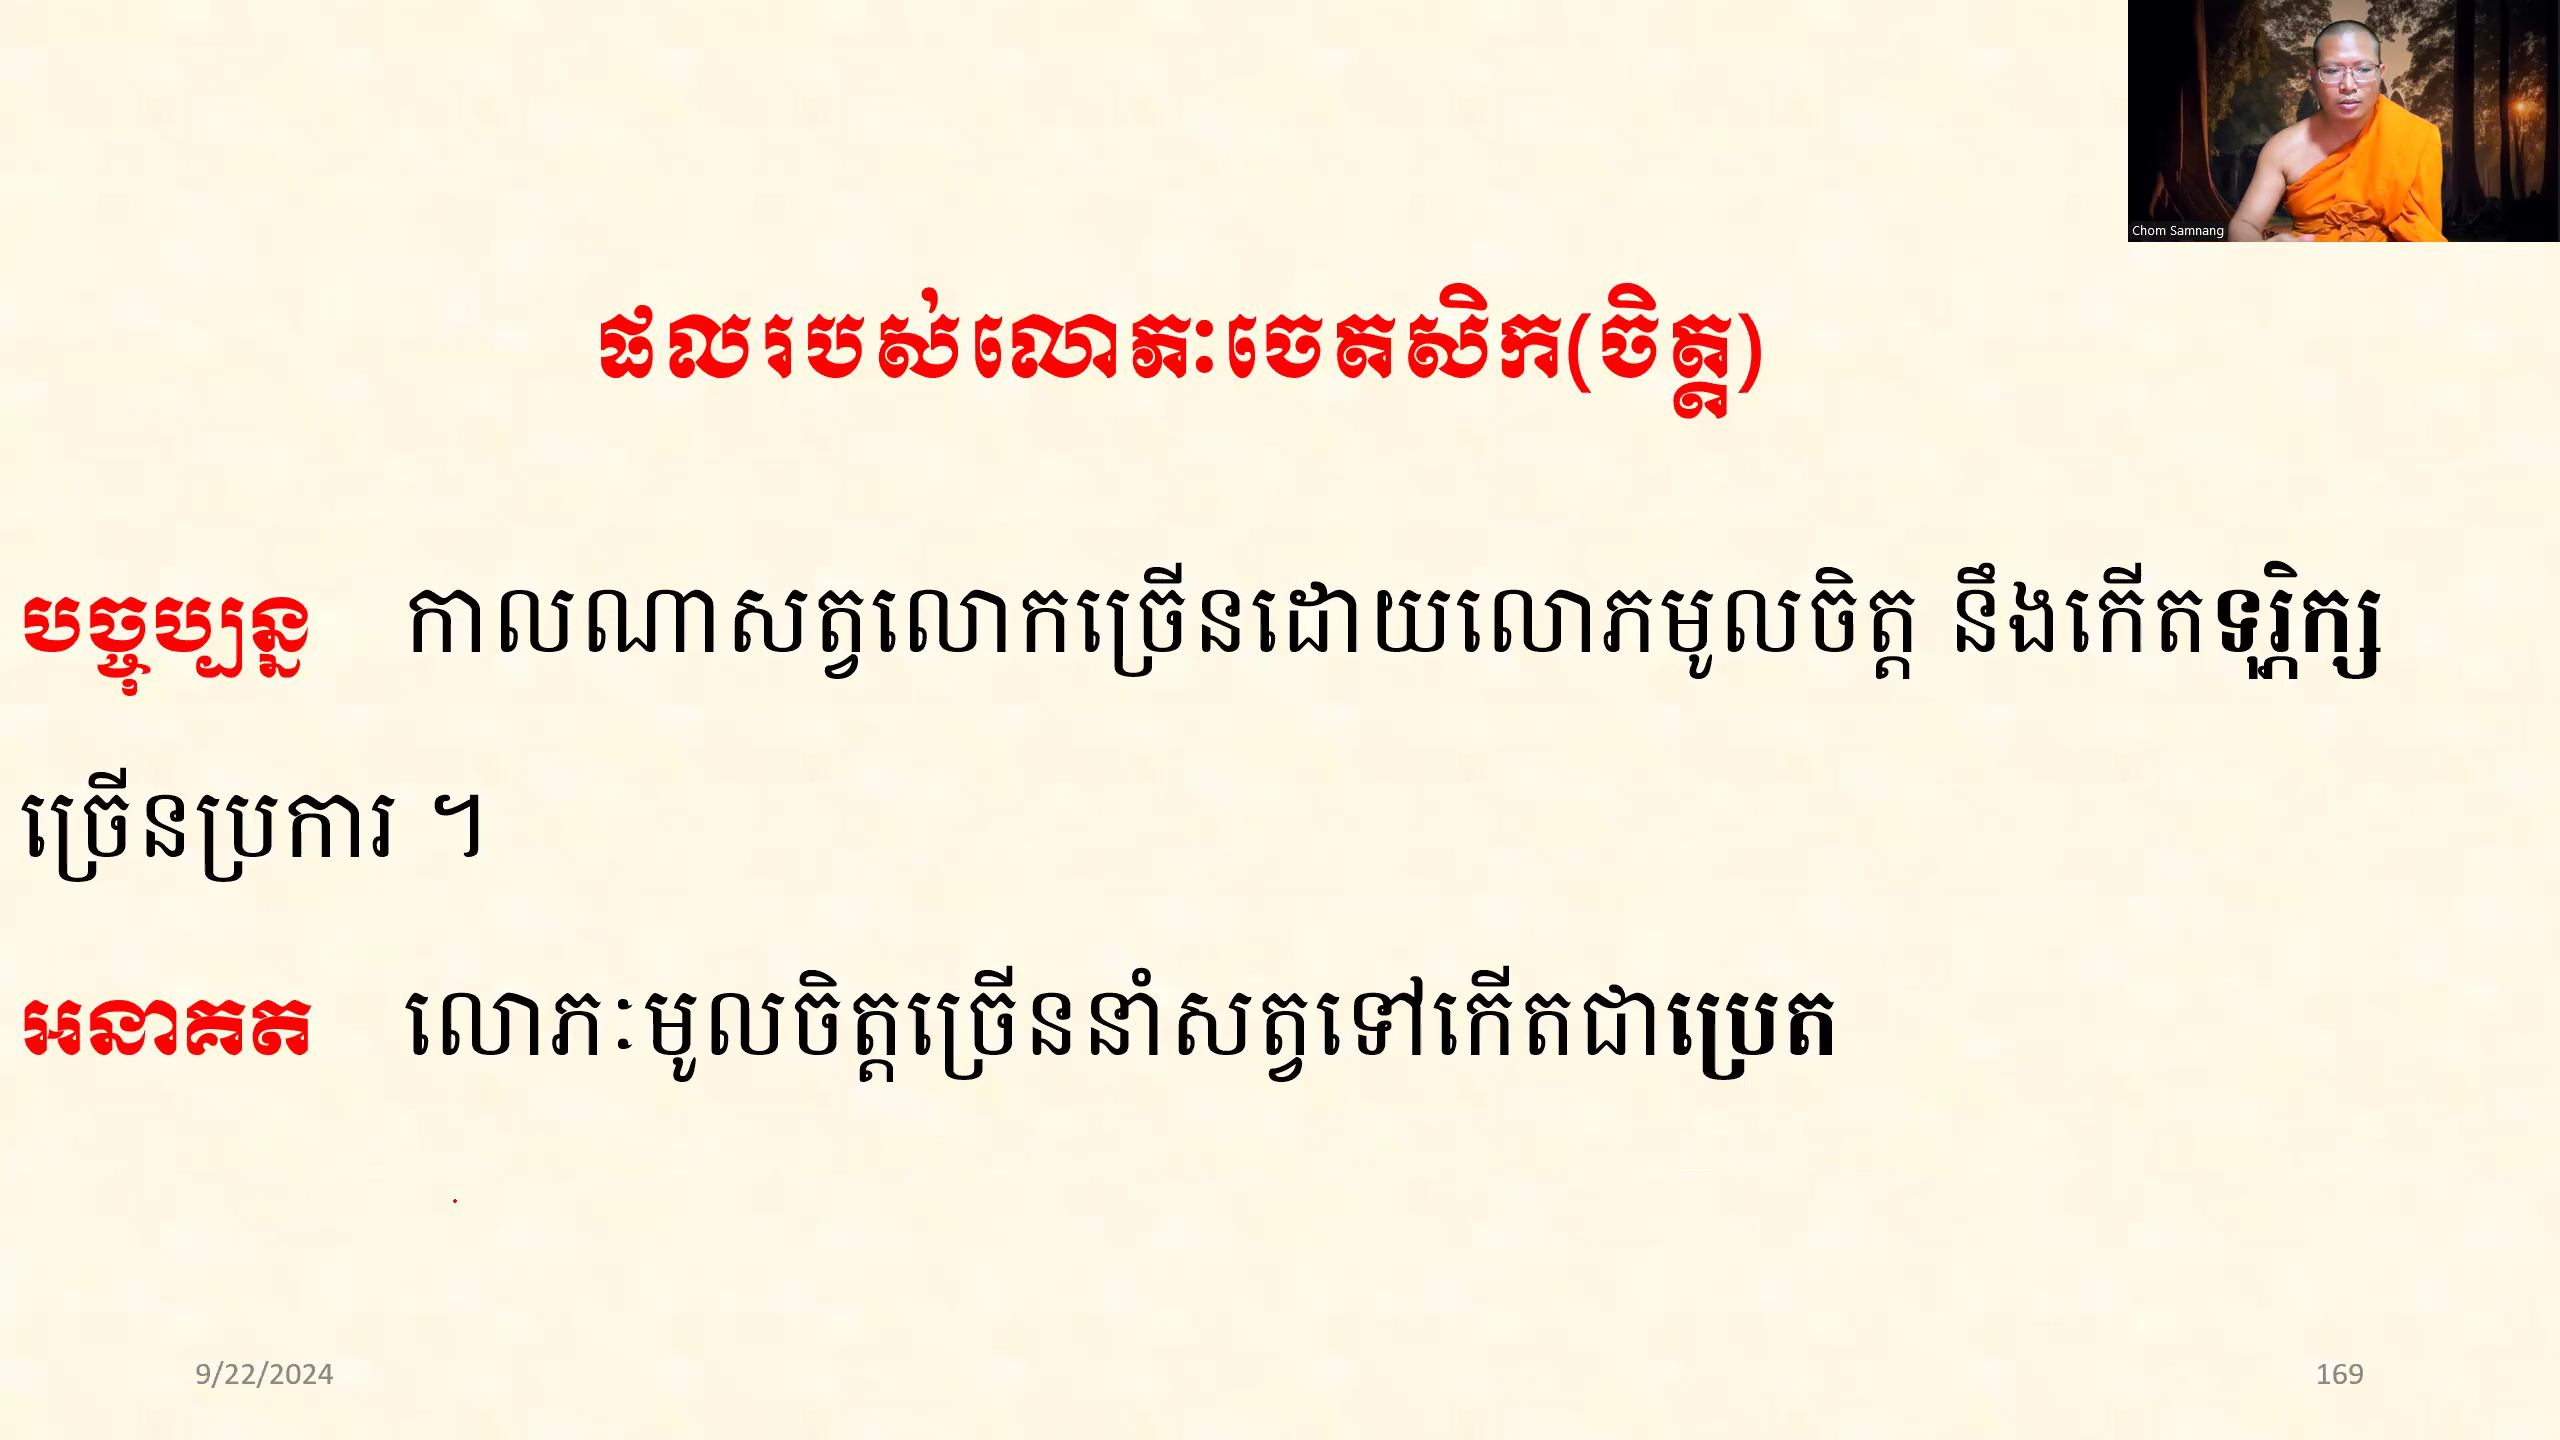 Chom Samnang
ផលរបស់លោភៈចេតសិក(ចិត្ត)
បច្ចុប្បន្ន កាលណាសត្វលោកច្រើនដោយលោភមូលចិត្ត នឹងកើតទុរ្ភិក្ស
ច្រើនប្រការ ។
អនាគត លោភៈមូលចិត្តច្រើននាំសត្វទៅកើតជាប្រេត
9/22/2024 169